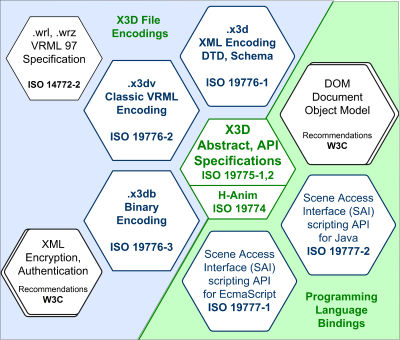 .wrl, .wrz
VRML 97
Specification
ISO 14772-2
X3D File
Encodings
.x3d
XML Encoding
DTD, Schema
ISO 19776-1
.x3dv
Classic VRML
Encoding
ISO 19776-2
DOM
Document
Object Model
Recommendations
W3C
X3D
Abstract, API
Specifications
ISO 19775-1,2
H-Anim
ISO 19774
.x3db
Binary
Encoding
ISO 19776-3
Scene Access
Interface (SAI)
scripting API
for Java
ISO 19777-2
XML
Encryption,
Authentication
Recommendations
W3C
Scene Access
Interface (SAI)
scripting API
for EcmaScript
ISO 19777-1
Programming
Language
Bindings